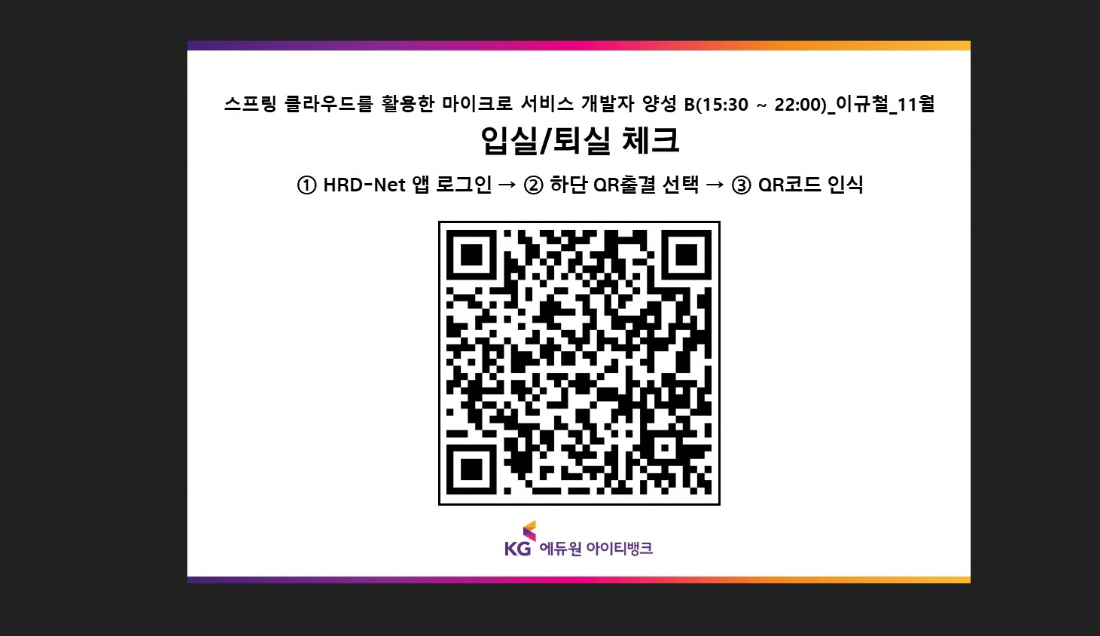 스프링 클라우드를 활용한 마이크로 서비스 개발자 양성 B(15:30 ~ 22:00)_이규철_11월
입실/퇴실 체크
① HRD-Net 앱 로그인 → ② 하단 QR출결 선택 → ③ QR코드 인식
KG 에듀원 아이티뱅크